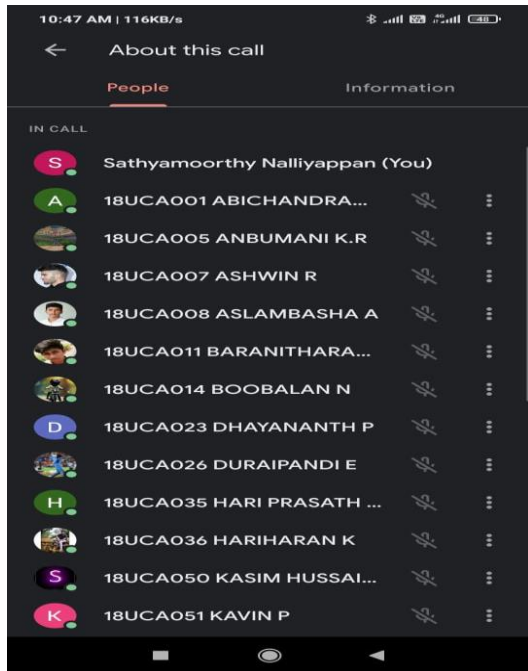 10:47 AM | 116KB/s 4G 48
About this call
People Information
IN CALL
S Sathyamoorthy Nalliyappan (You)
A 18UCA001 ABICHANDRA...
18UCA005 ANBUMANI K.R
18UCA007 ASHWIN R
18UCA008 ASLAMBASHA A
18UCA011 BARANITHARA...
18UCA014 BOOBALAN N
D 18UCA023 DHAYANANTH P
18UCA026 DURAIPANDI E
H 18UCA035 HARI PRASATH ...
18UCA036 HARIHARAN K
S 18UCA050 KASIM HUSSAI...
K 18UCA051 KAVIN P